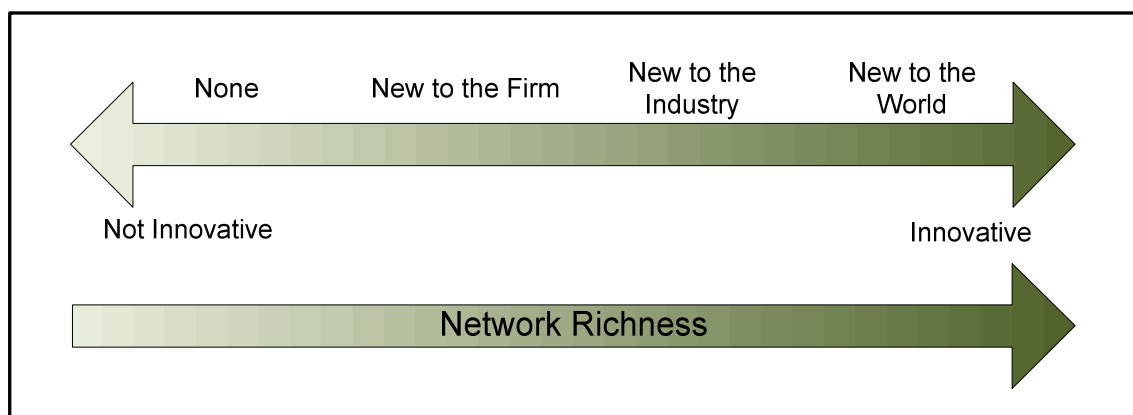 None
New to the Firm
New to the
Industry
New to the
World
Not Innovative
Innovative
Network Richness